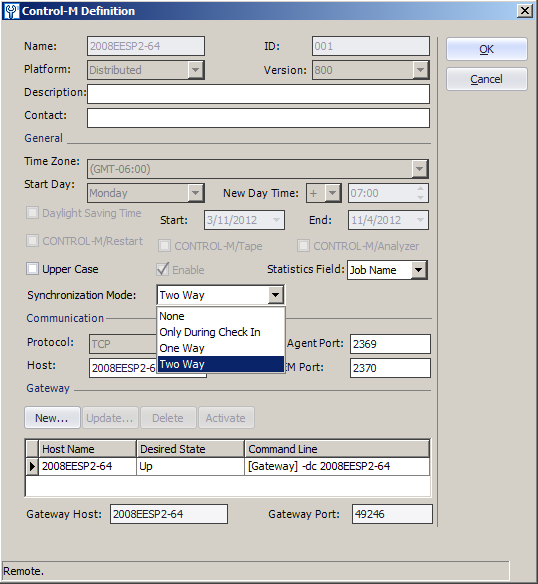 Control-M Definition
Name: 2008EESP2-64 ID: 001 OK
Platform: Distributed Version: 800 Cancel
Description:
Contact:
General
Time Zone: (GMT-06:00)
Start Day: Monday New Day Time: + 07:00
Daylight Saving Time Start: 3/11/2012 End: 11/4/2012
CONTROL-M/Restart CONTROL-M/Tape CONTROL-M/Analyzer
Upper Case Enable Statistics Field: Job Name
Synchronization Mode: Two Way
None
Only During Check In
One Way
Two Way
Communication
Protocol: TCP Agent Port: 2369
Host: 2008EESP2-6 M Port: 2370
Gateway
New... Update... Delete Activate
Host Name Desired State Command Line
2008EESP2-64 Up [Gateway] -dc 2008EESP2-64
Gateway Host: 2008EESP2-64 Gateway Port: 49246
Remote.